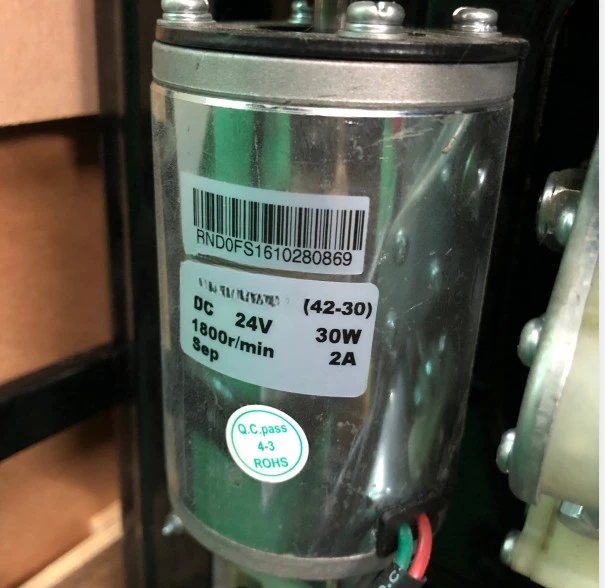 RND0FS1610280869
(42-30)
DC 24V 30W
1800r/min 2A
Sep
Q.C.pass
4-3
ROHS